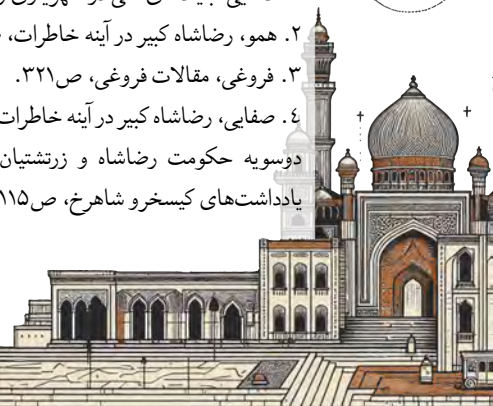 ۲. همو، رضاشاه کبیر در آینه خاطرات،
۳. فروغی، مقالات فروغی، ص۳۲۱.
۴. صفایی، رضاشاه کبیر در آینه خاطرات
دوسویه حکومت رضاشاه و زرتشتیان
یادداشت‌های کیسخرو شاهرخ، ص۱۱۵